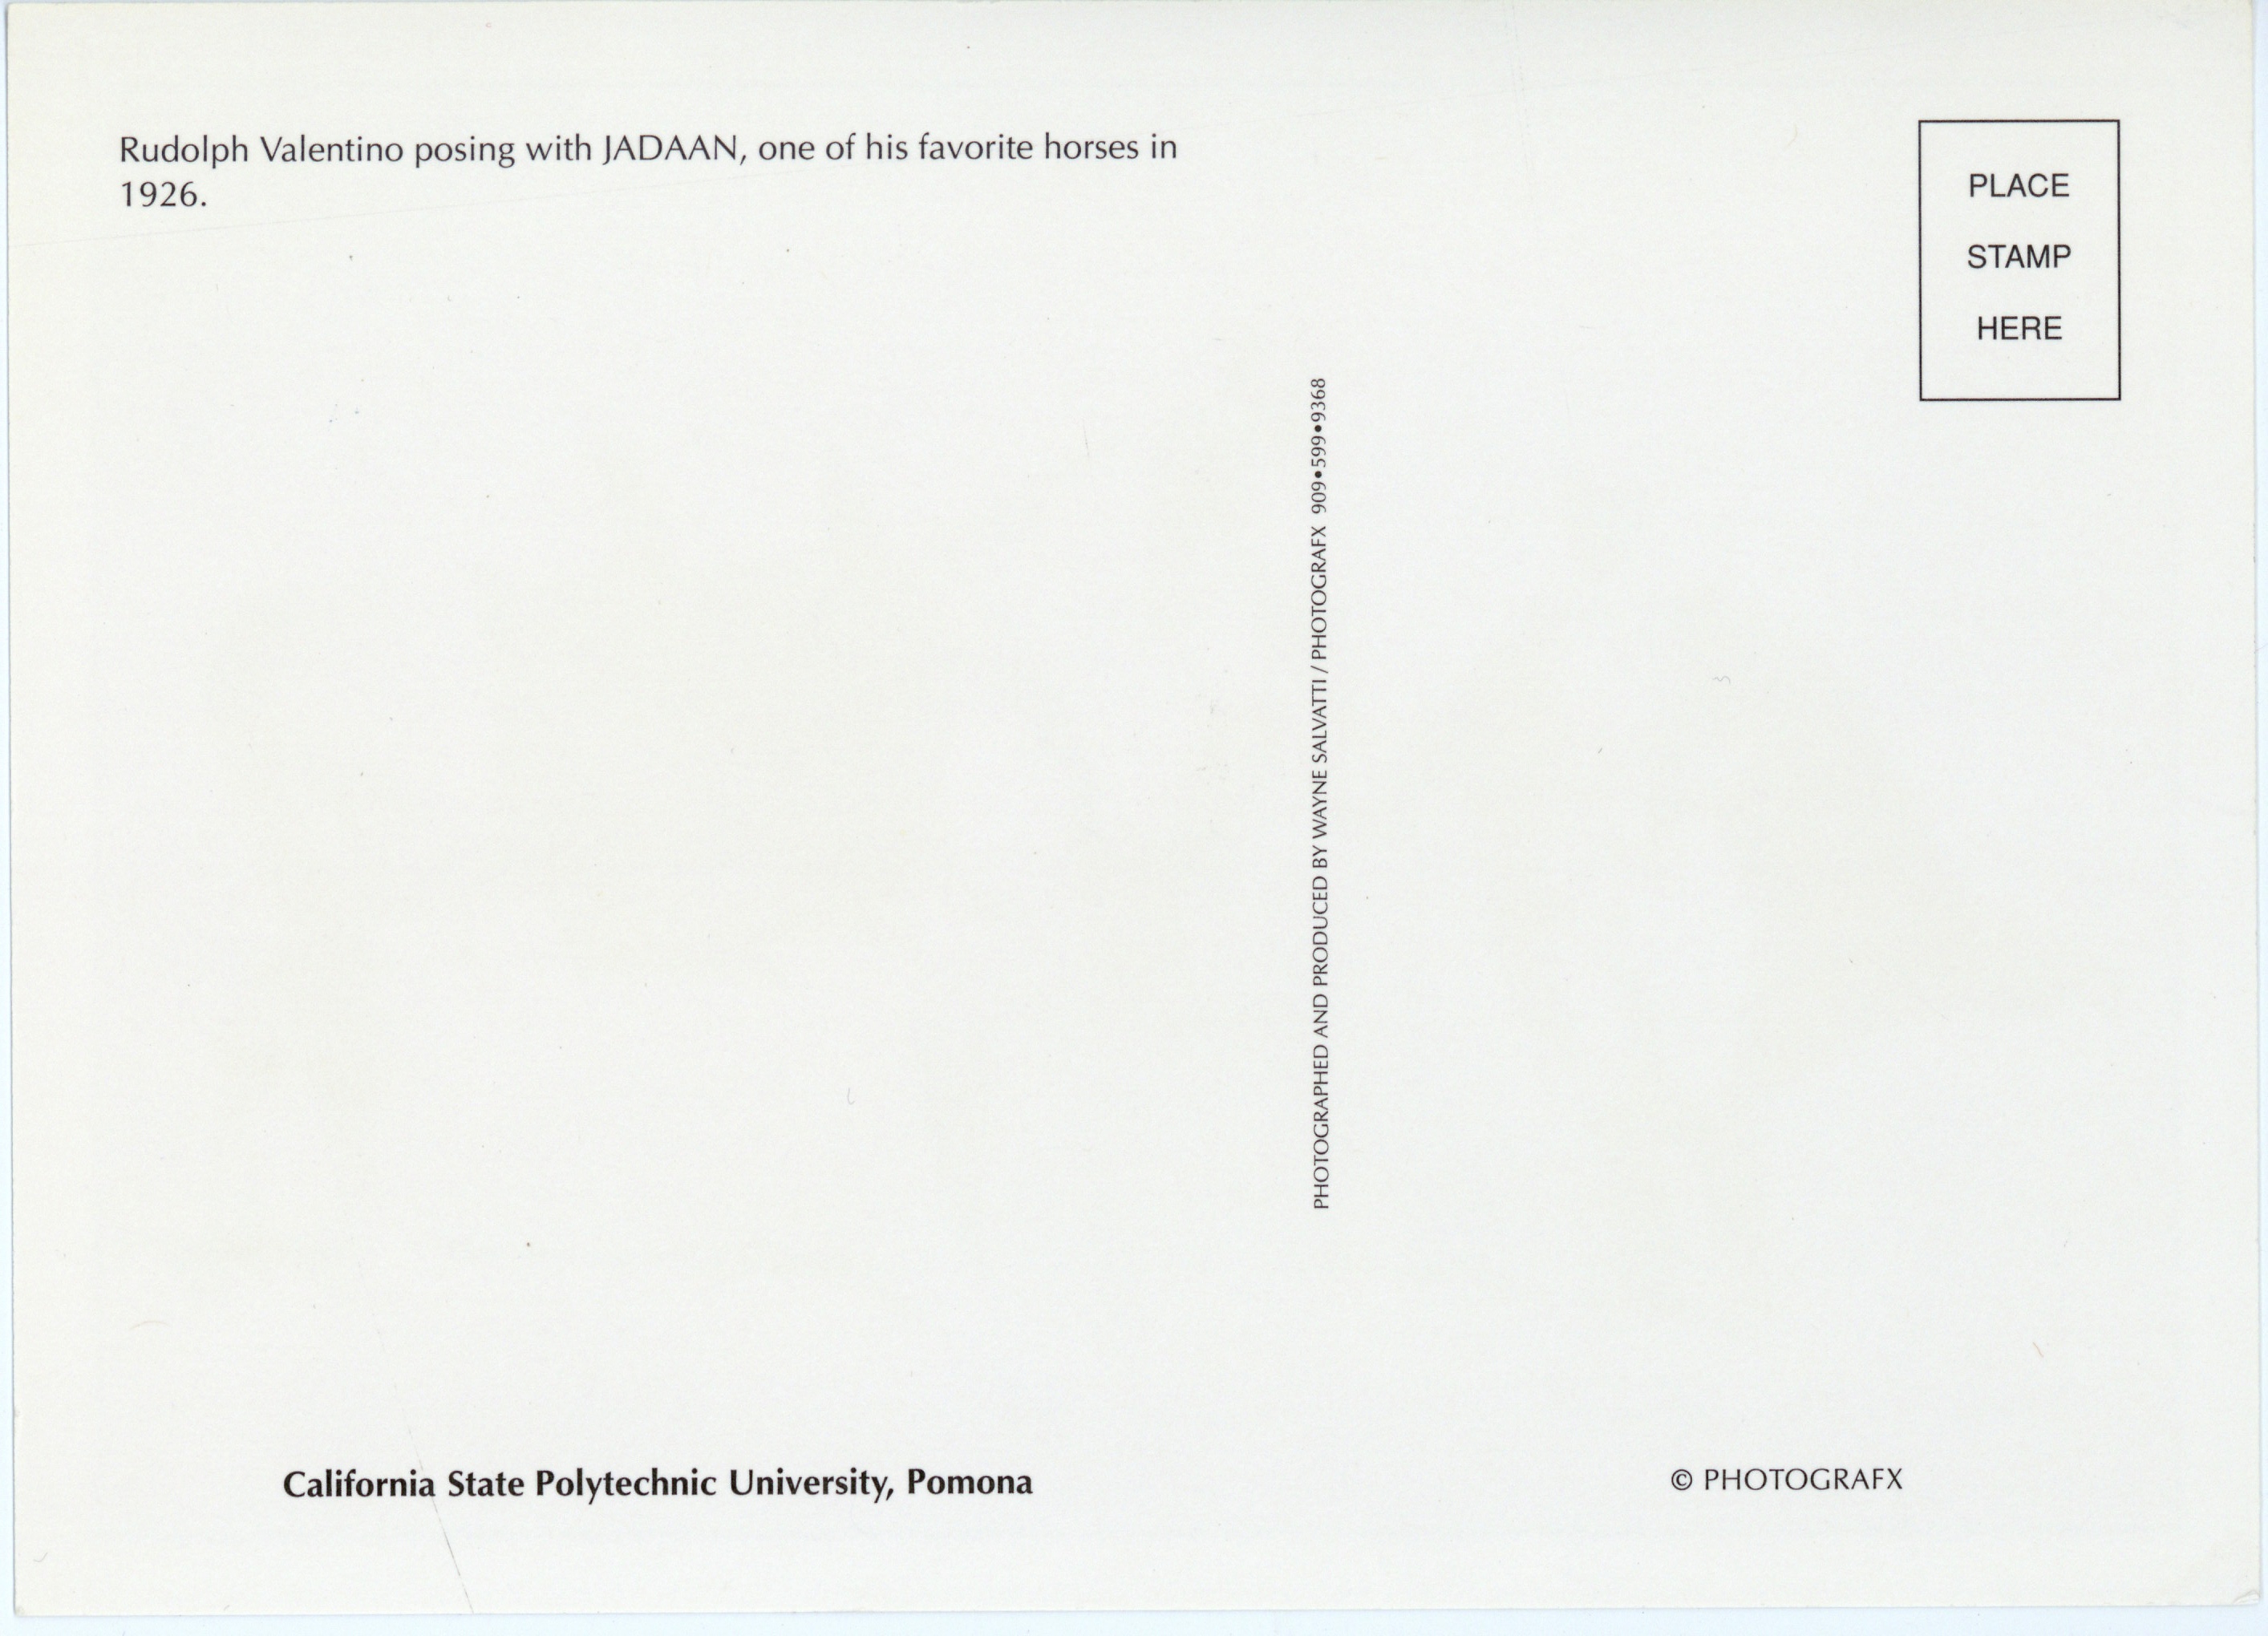 Rudolph Valentino posing with JADAAN, one of his favorite horses in
1926.
PLACE
STAMP
HERE
PHOTOGRAPHED AND PRODUCED BY WAYNE SALVATTI / PHOTOGRAFX 909•599•9368
California State Polytechnic University, Pomona
© PHOTOGRAFX